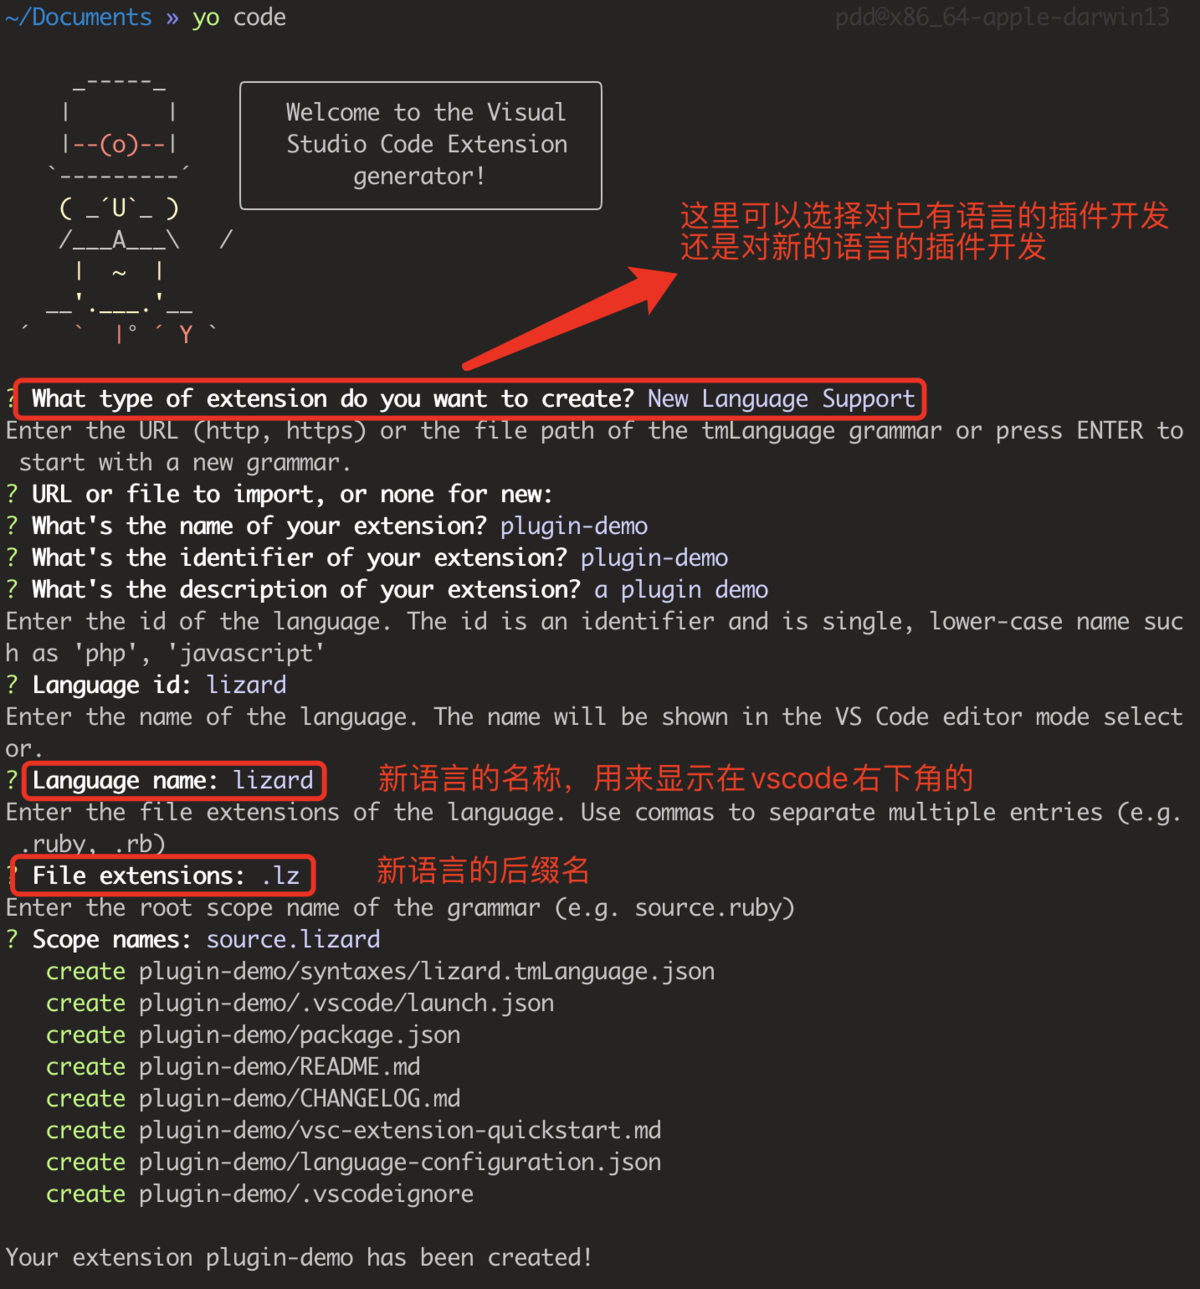 ~/Documents » yo code
pdd@x86_64-apple-darwin13
_-----_
|       |
|--(o)--|
`---------´
( _´U`_ )
/___A___\   /
|  ~  |
__'.___.'__
´   `  |° ´ Y `
Welcome to the Visual
Studio Code Extension
generator!
这里可以选择对已有语言的插件开发
还是对新的语言的插件开发
? What type of extension do you want to create? New Language Support
Enter the URL (http, https) or the file path of the tmLanguage grammar or press ENTER to
start with a new grammar.
? URL or file to import, or none for new:
? What's the name of your extension? plugin-demo
? What's the identifier of your extension? plugin-demo
? What's the description of your extension? a plugin demo
Enter the id of the language. The id is an identifier and is single, lower-case name suc
h as 'php', 'javascript'
? Language id: lizard
Enter the name of the language. The name will be shown in the VS Code editor mode select
or.
? Language name: lizard
新语言的名称，用来显示在vscode右下角的
Enter the file extensions of the language. Use commas to separate multiple entries (e.g.
.ruby, .rb)
? File extensions: .lz
新语言的后缀名
Enter the root scope name of the grammar (e.g. source.ruby)
? Scope names: source.lizard
create plugin-demo/syntaxes/lizard.tmLanguage.json
create plugin-demo/.vscode/launch.json
create plugin-demo/package.json
create plugin-demo/README.md
create plugin-demo/CHANGELOG.md
create plugin-demo/vsc-extension-quickstart.md
create plugin-demo/language-configuration.json
create plugin-demo/.vscodeignore
Your extension plugin-demo has been created!